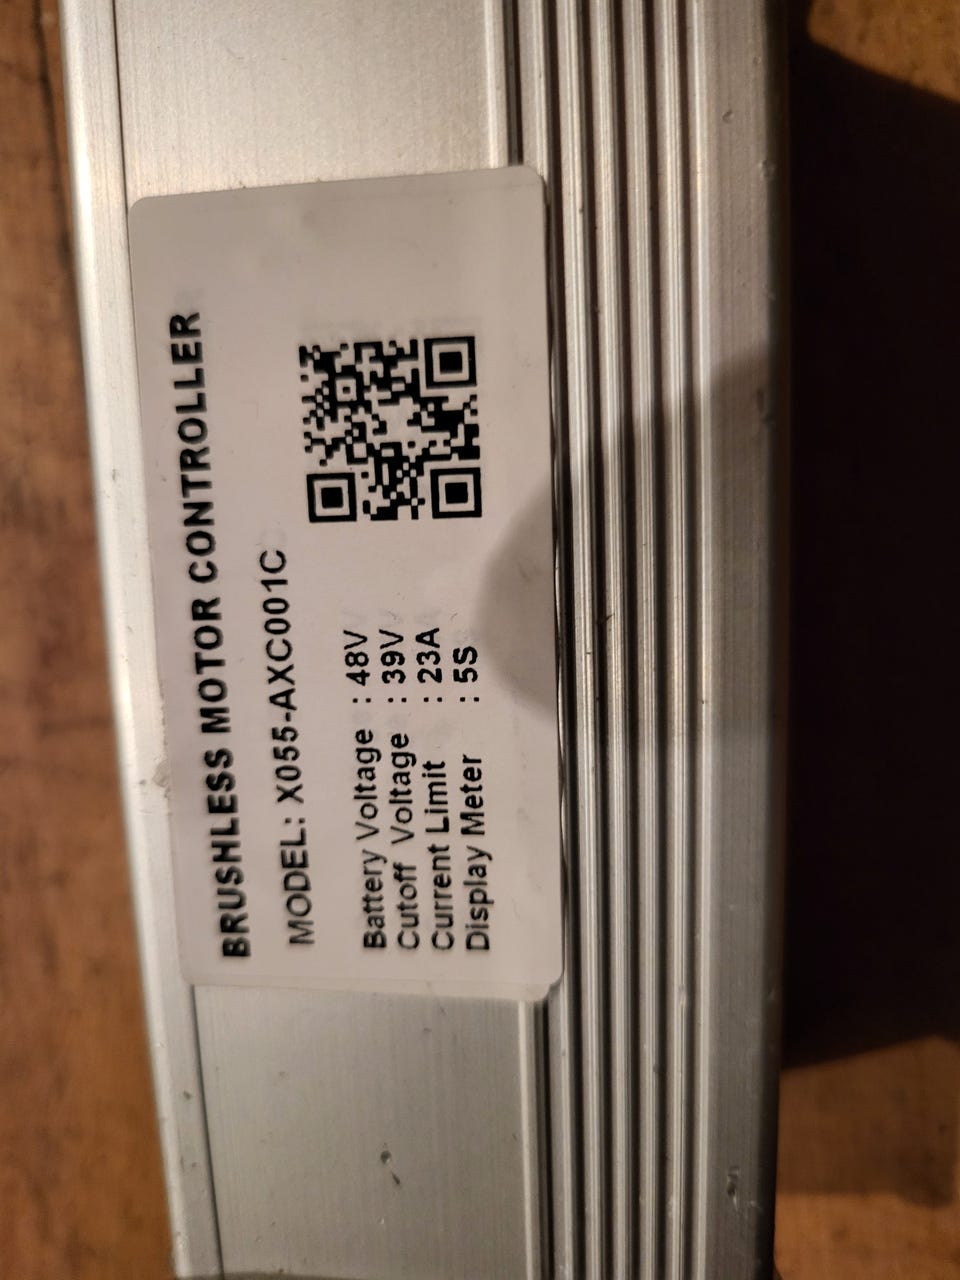 BRUSHLESS MOTOR CONTROLLER
MODEL: X055-AXC001C
Battery Voltage : 48V
Cutoff Voltage : 39V
Current Limit : 23A
Display Meter : 5S